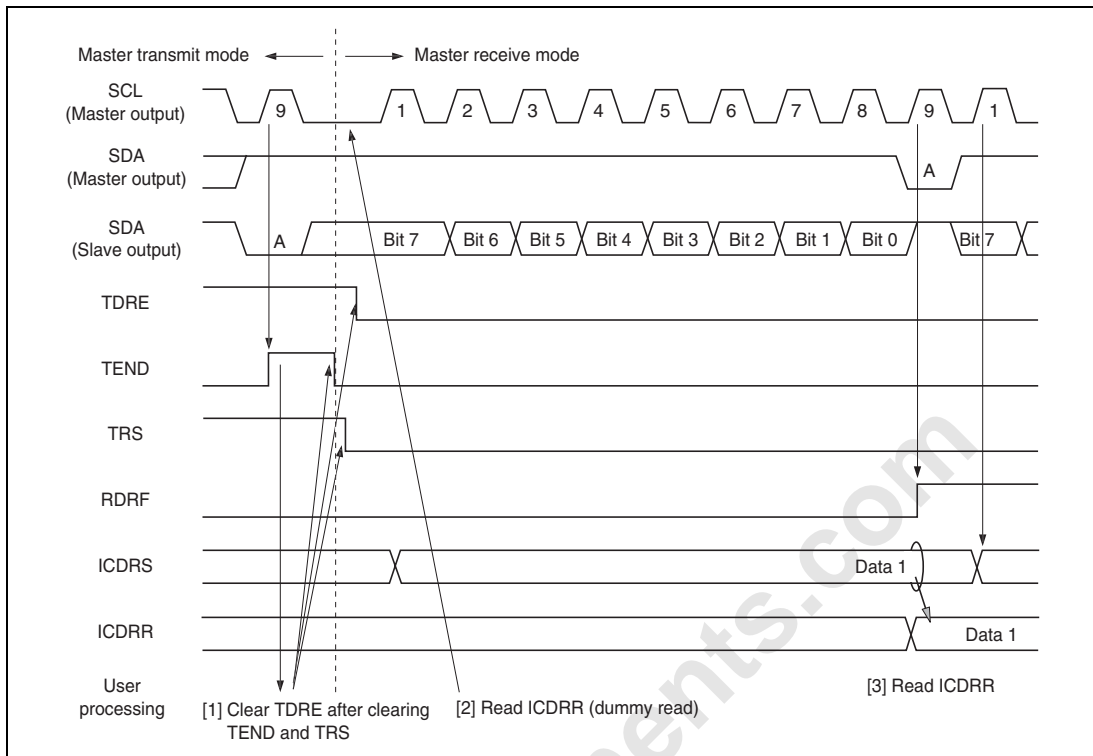 Master transmit mode
Master receive mode
SCL
(Master output)
9
1
2
3
4
5
6
7
8
9
1
SDA
(Master output)
A
SDA
(Slave output)
A
Bit 7
Bit 6
Bit 5
Bit 4
Bit 3
Bit 2
Bit 1
Bit 0
Bit 7
TDRE
TEND
TRS
RDRF
ICDRS
Data 1
ICDRR
Data 1
User
processing
[1] Clear TDRE after clearing
TEND and TRS
[2] Read ICDRR (dummy read)
[3] Read ICDRR
ents.com